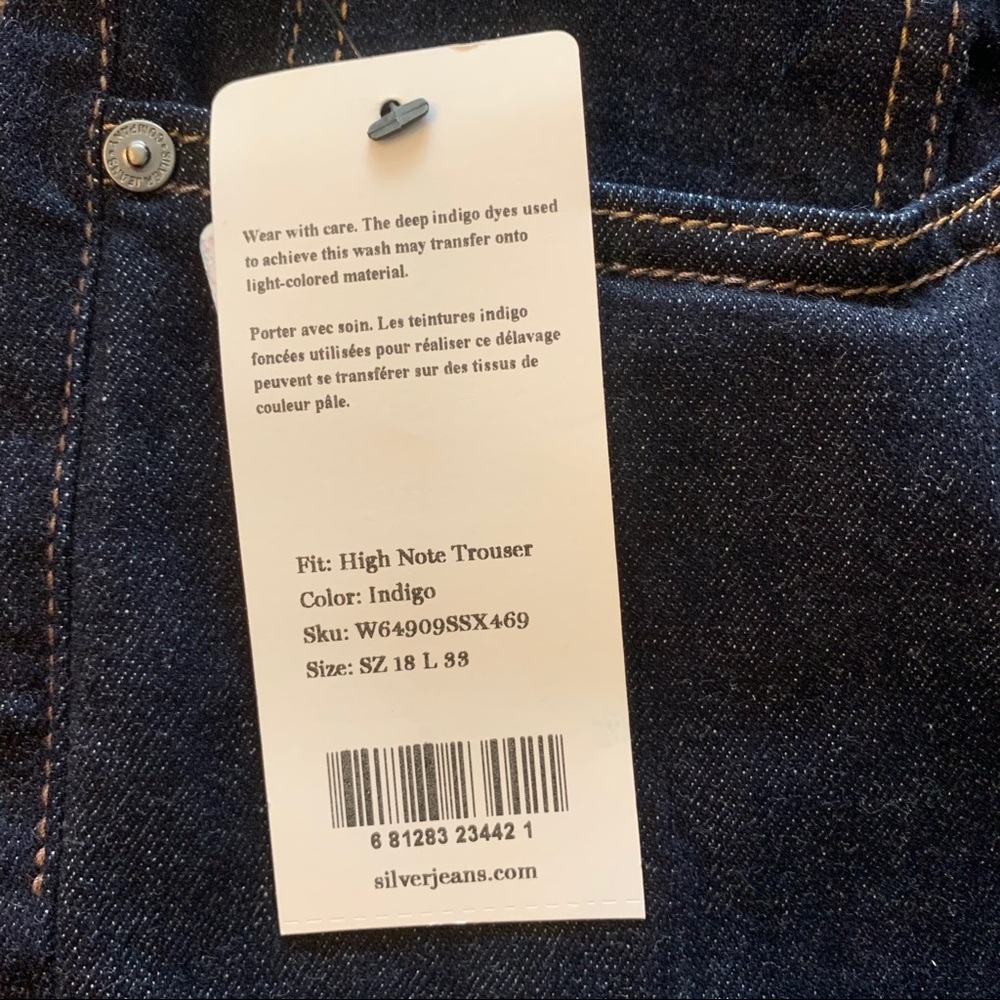 SILVER JEANS COMPANY
Wear with care. The deep indigo dyes used
to achieve this wash may transfer onto
light-colored material.
Porter avec soin. Les teintures indigo
foncées utilisées pour réaliser ce délavage
peuvent se transférer sur des tissus de
couleur pâle.
Fit: High Note Trouser
Color: Indigo
Sku: W64909SSX469
Size: SZ 18 L 33
6 81283 23442 1
silverjeans.com